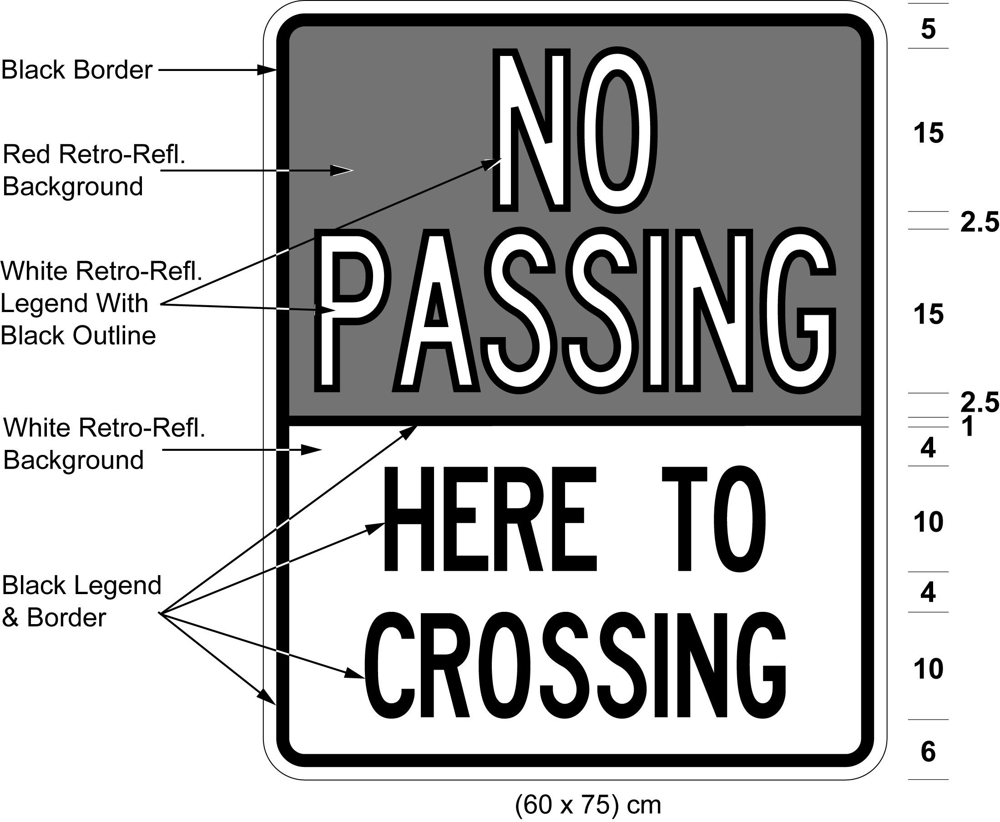 Black Border
Red Retro-Refl.
Background
White Retro-Refl.
Legend With
Black Outline
White Retro-Refl.
Background
Black Legend
& Border
NO
PASSING
HERE TO
CROSSING
5
15
2.5
15
2.5
1
4
10
4
10
6
(60 x 75) cm